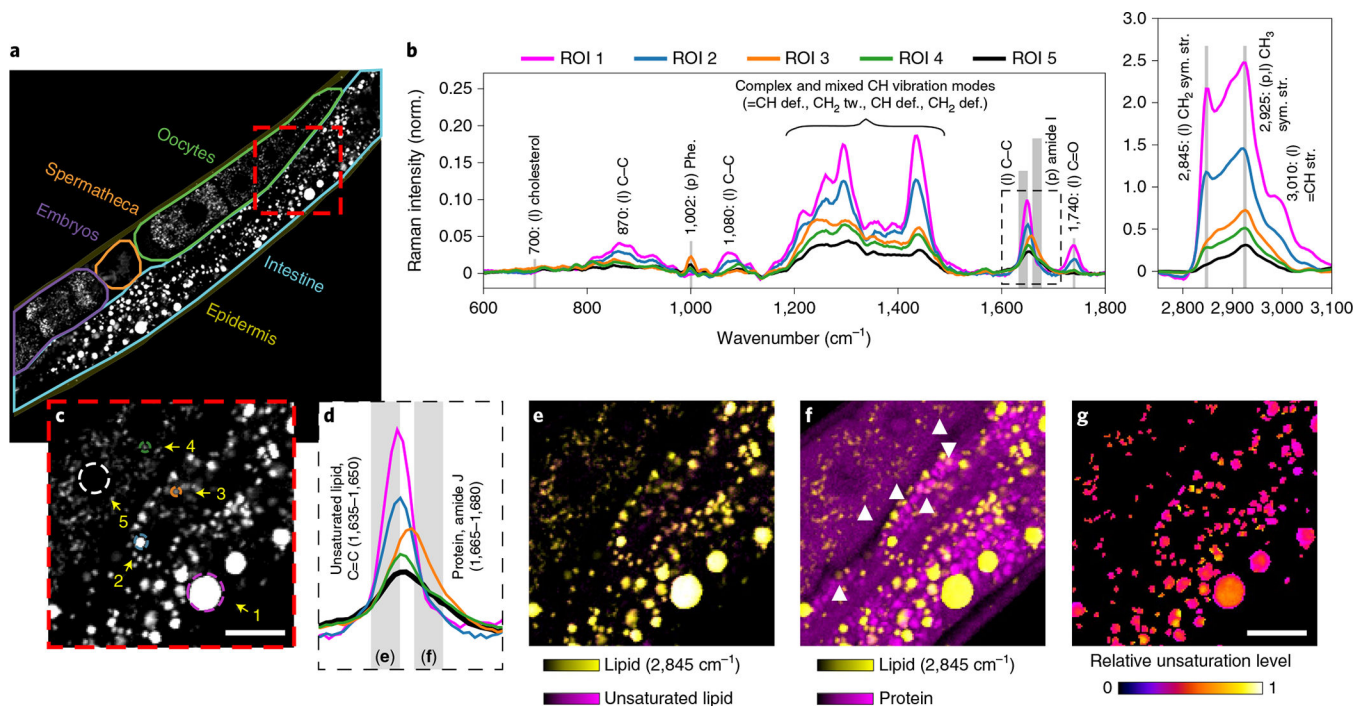 a
Oocytes
Spermatheca
Embryos
Intestine
Epidermis
b
ROI 1
ROI 2
ROI 3
ROI 4
ROI 5
Complex and mixed CH vibration modes
(=CH def., CH2 tw., CH def., CH2 def.)
Raman intensity (norm.)
0.25
0.20
0.15
0.10
0.05
0
700: (l) cholesterol
870: (l) C–C
1,002: (p) Phe.
1,080: (l) C–C
(l) C–C
(p) amide I
1,740: (l) C=O
600
800
1,000
1,200
1,400
1,600
1,800
Wavenumber (cm−1)
3.0
2.5
2.0
1.5
1.0
0.5
0
2,845: (l) CH2 sym. str.
2,925: (p,l) CH3
sym. str.
3,010: (l)
=CH str.
2,800
2,900
3,000
3,100
c
4
3
5
2
1
d
Unsaturated lipid,
C=C (1,635–1,650)
Protein, amide J
(1,665–1,680)
(e)
(f)
e
Lipid (2,845 cm−1)
Unsaturated lipid
f
Lipid (2,845 cm−1)
Protein
g
Relative unsaturation level
0
1